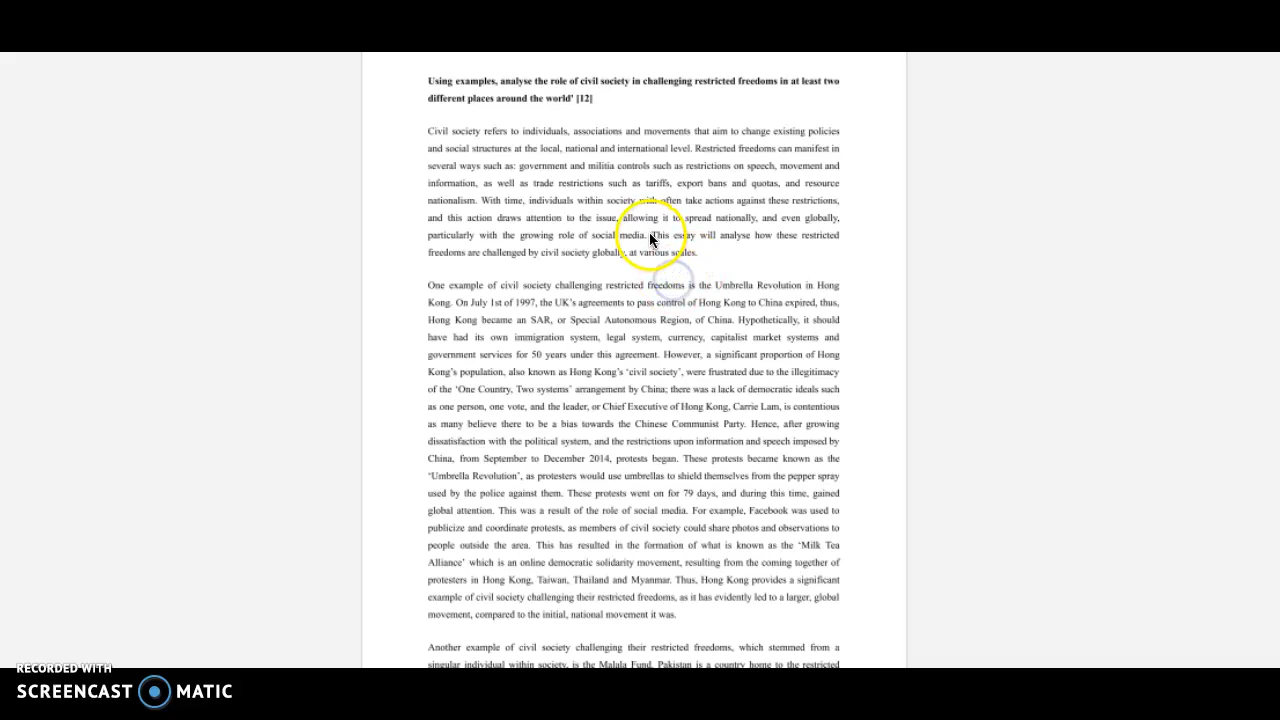 Using examples, analyse the role of civil society in challenging restricted freedoms in at least two
different places around the world' [12]
Civil society refers to individuals, associations and movements that aim to change existing policies
and social structures at the local, national and international level. Restricted freedoms can manifest in
several ways such as: government and militia controls such as restrictions on speech, movement and
information, as well as trade restrictions such as tariffs, export bans and quotas, and resource
nationalism. With time, individuals within society often take actions against these restrictions,
and this action draws attention to the issue, allowing it to spread nationally, and even globally,
particularly with the growing role of social media. This essay will analyse how these restricted
freedoms are challenged by civil society globally, at various scales.
One example of civil society challenging restricted freedoms is the Umbrella Revolution in Hong
Kong. On July 1st of 1997, the UK's agreements to pass control of Hong Kong to China expired, thus,
Hong Kong became an SAR, or Special Autonomous Region, of China. Hypothetically, it should
have had its own immigration system, legal system, currency, capitalist market systems and
government services for 50 years under this agreement. However, a significant proportion of Hong
Kong's population, also known as Hong Kong's 'civil society', were frustrated due to the illegitimacy
of the 'One Country, Two systems' arrangement by China; there was a lack of democratic ideals such
as one person, one vote, and the leader, or Chief Executive of Hong Kong, Carrie Lam, is contentious
as many believe there to be a bias towards the Chinese Communist Party. Hence, after growing
dissatisfaction with the political system, and the restrictions upon information and speech imposed by
China, from September to December 2014, protests began. These protests became known as the
'Umbrella Revolution', as protesters would use umbrellas to shield themselves from the pepper spray
used by the police against them. These protests went on for 79 days, and during this time, gained
global attention. This was a result of the role of social media. For example, Facebook was used to
publicize and coordinate protests, as members of civil society could share photos and observations to
people outside the area. This has resulted in the formation of what is known as the 'Milk Tea
Alliance' which is an online democratic solidarity movement, resulting from the coming together of
protesters in Hong Kong, Taiwan, Thailand and Myanmar. Thus, Hong Kong provides a significant
example of civil society challenging their restricted freedoms, as it has evidently led to a larger, global
movement, compared to the initial, national movement it was.
Another example of civil society challenging their restricted freedoms, which stemmed from a
singular individual within society, is the Malala Fund. Pakistan is a country home to the restricted
RECORDED WITH
SCREENCAST MATIC